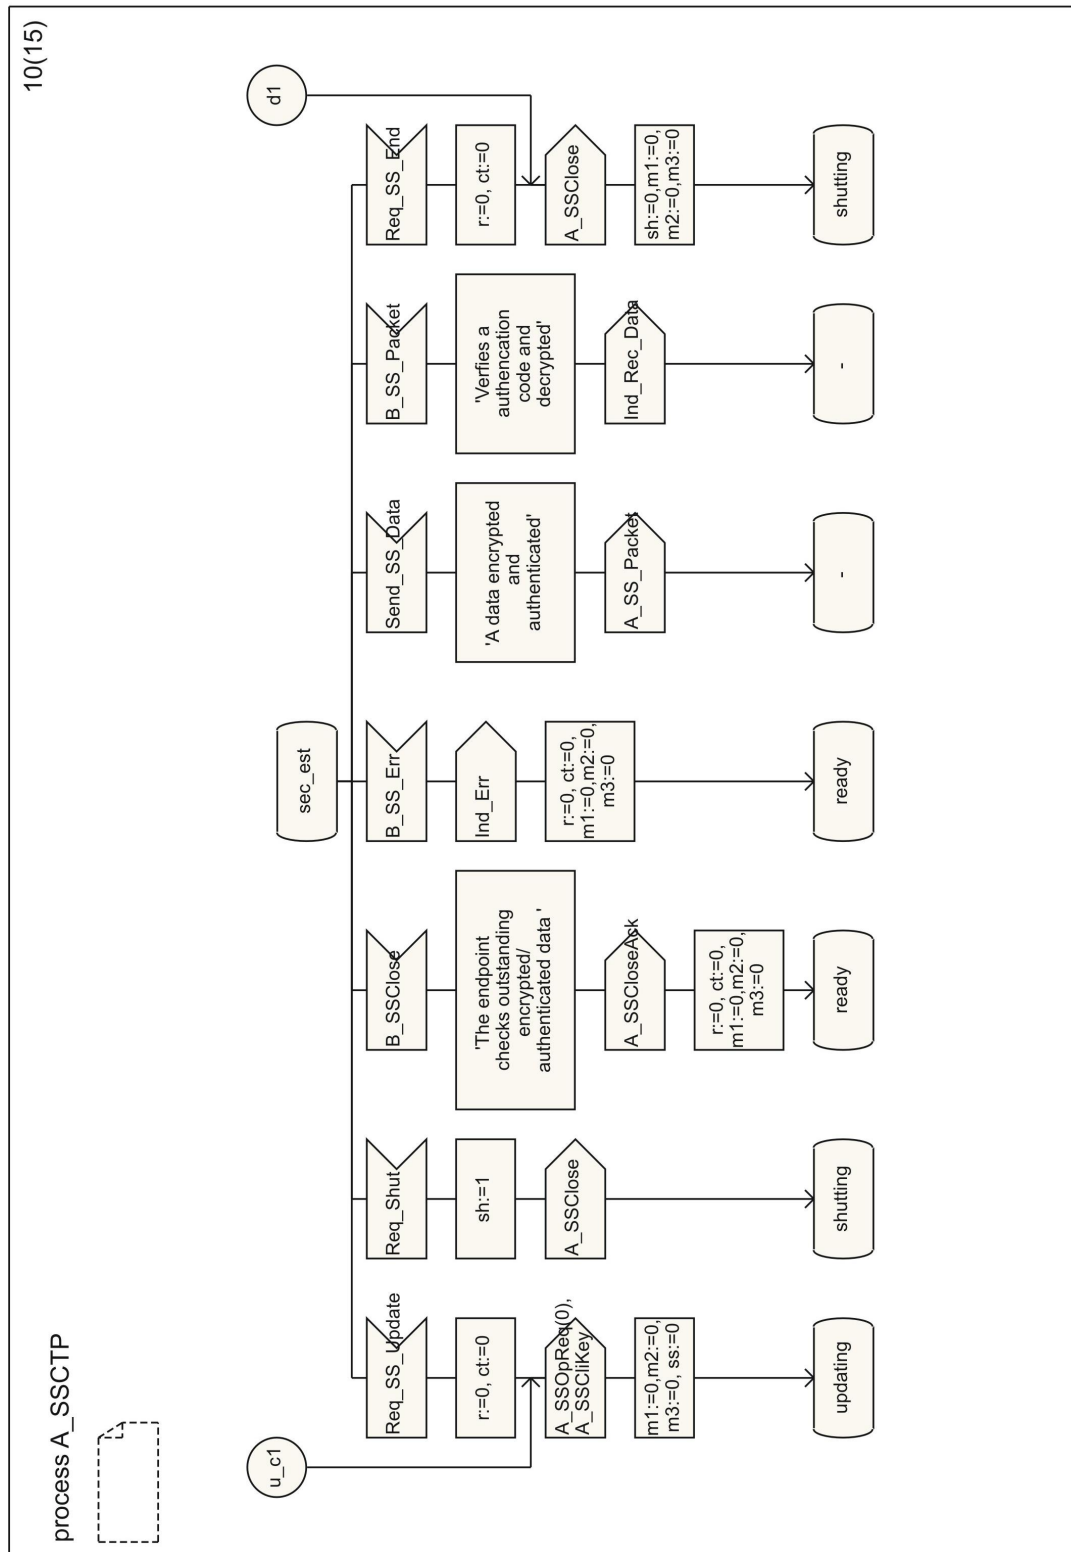 process A_SSCTP
10(15)
sec_est
u_c1
Req_SS_Update
r:=0, ct:=0
A_SSOpReq(0),
A_SSCliKey
m1:=0,m2:=0,
m3:=0, ss:=0
updating
Req_Shut
sh:=1
A_SSClose
shutting
B_SSClose
'The endpoint
checks outstanding
encrypted/
authenticated data '
A_SSCloseAck
r:=0, ct:=0,
m1:=0,m2:=0,
m3:=0
ready
B_SS_Err
Ind_Err
r:=0, ct:=0,
m1:=0,m2:=0,
m3:=0
ready
Send_SS_Data
'A data encrypted
and
authenticated'
A_SS_Packet
-
B_SS_Packet
'Verfies a
authencation
code and
decrypted'
Ind_Rec_Data
-
Req_SS_End
r:=0, ct:=0
d1
A_SSClose
sh:=0,m1:=0,
m2:=0,m3:=0
shutting